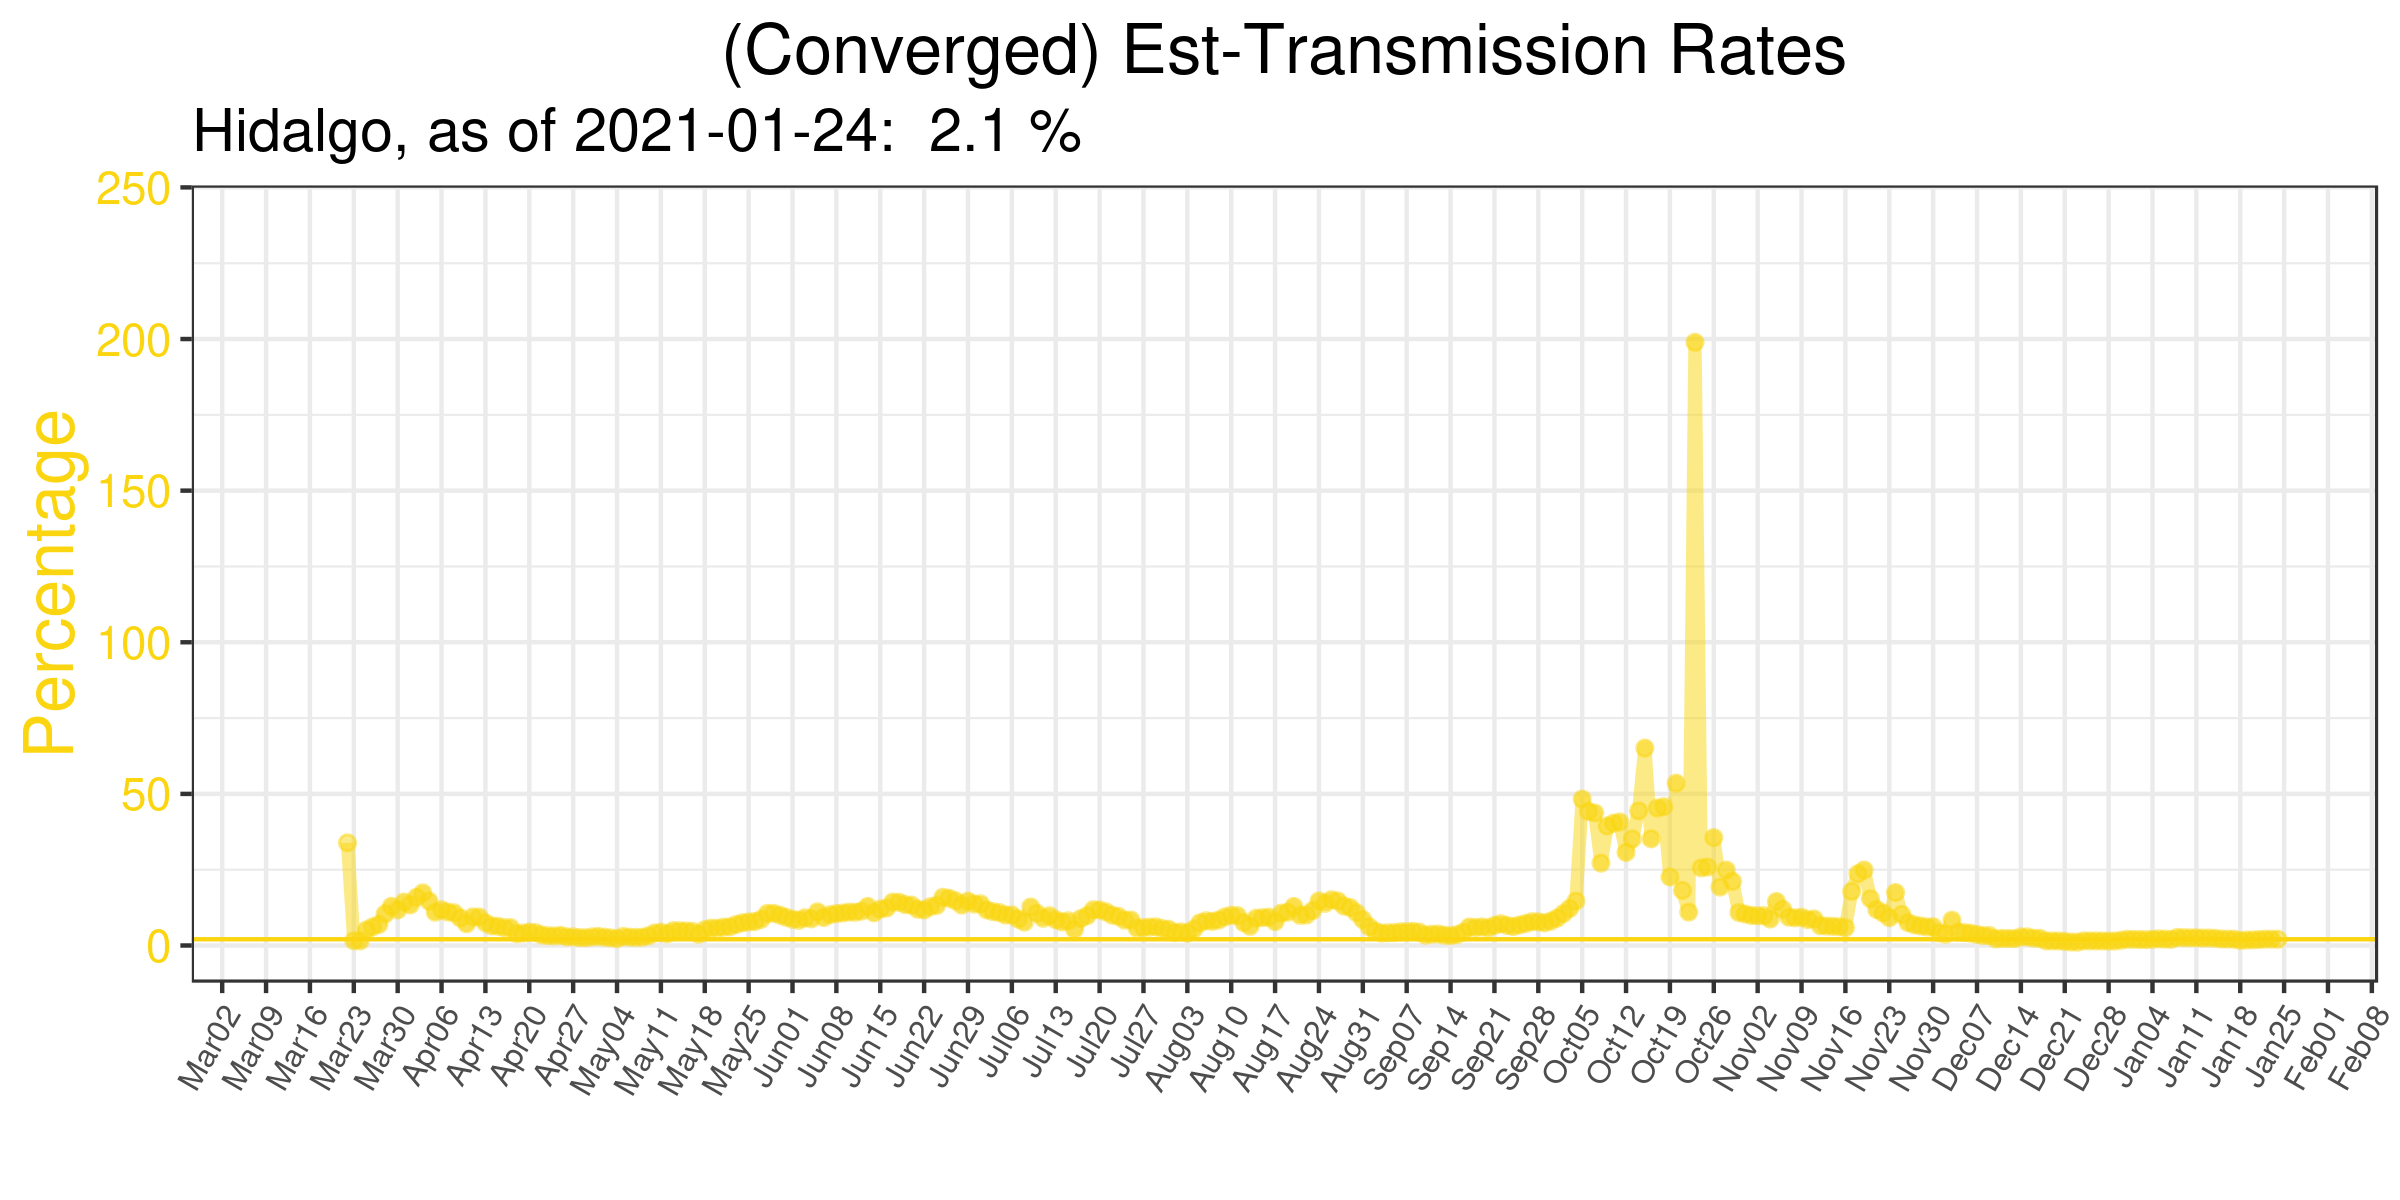 (Converged) Est-Transmission Rates
Hidalgo, as of 2021-01-24:  2.1 %
Percentage
250
200
150
100
50
0
Mar02
Mar09
Mar16
Mar23
Mar30
Apr06
Apr13
Apr20
Apr27
May04
May11
May18
May25
Jun01
Jun08
Jun15
Jun22
Jun29
Jul06
Jul13
Jul20
Jul27
Aug03
Aug10
Aug17
Aug24
Aug31
Sep07
Sep14
Sep21
Sep28
Oct05
Oct12
Oct19
Oct26
Nov02
Nov09
Nov16
Nov23
Nov30
Dec07
Dec14
Dec21
Dec28
Jan04
Jan11
Jan18
Jan25
Feb01
Feb08